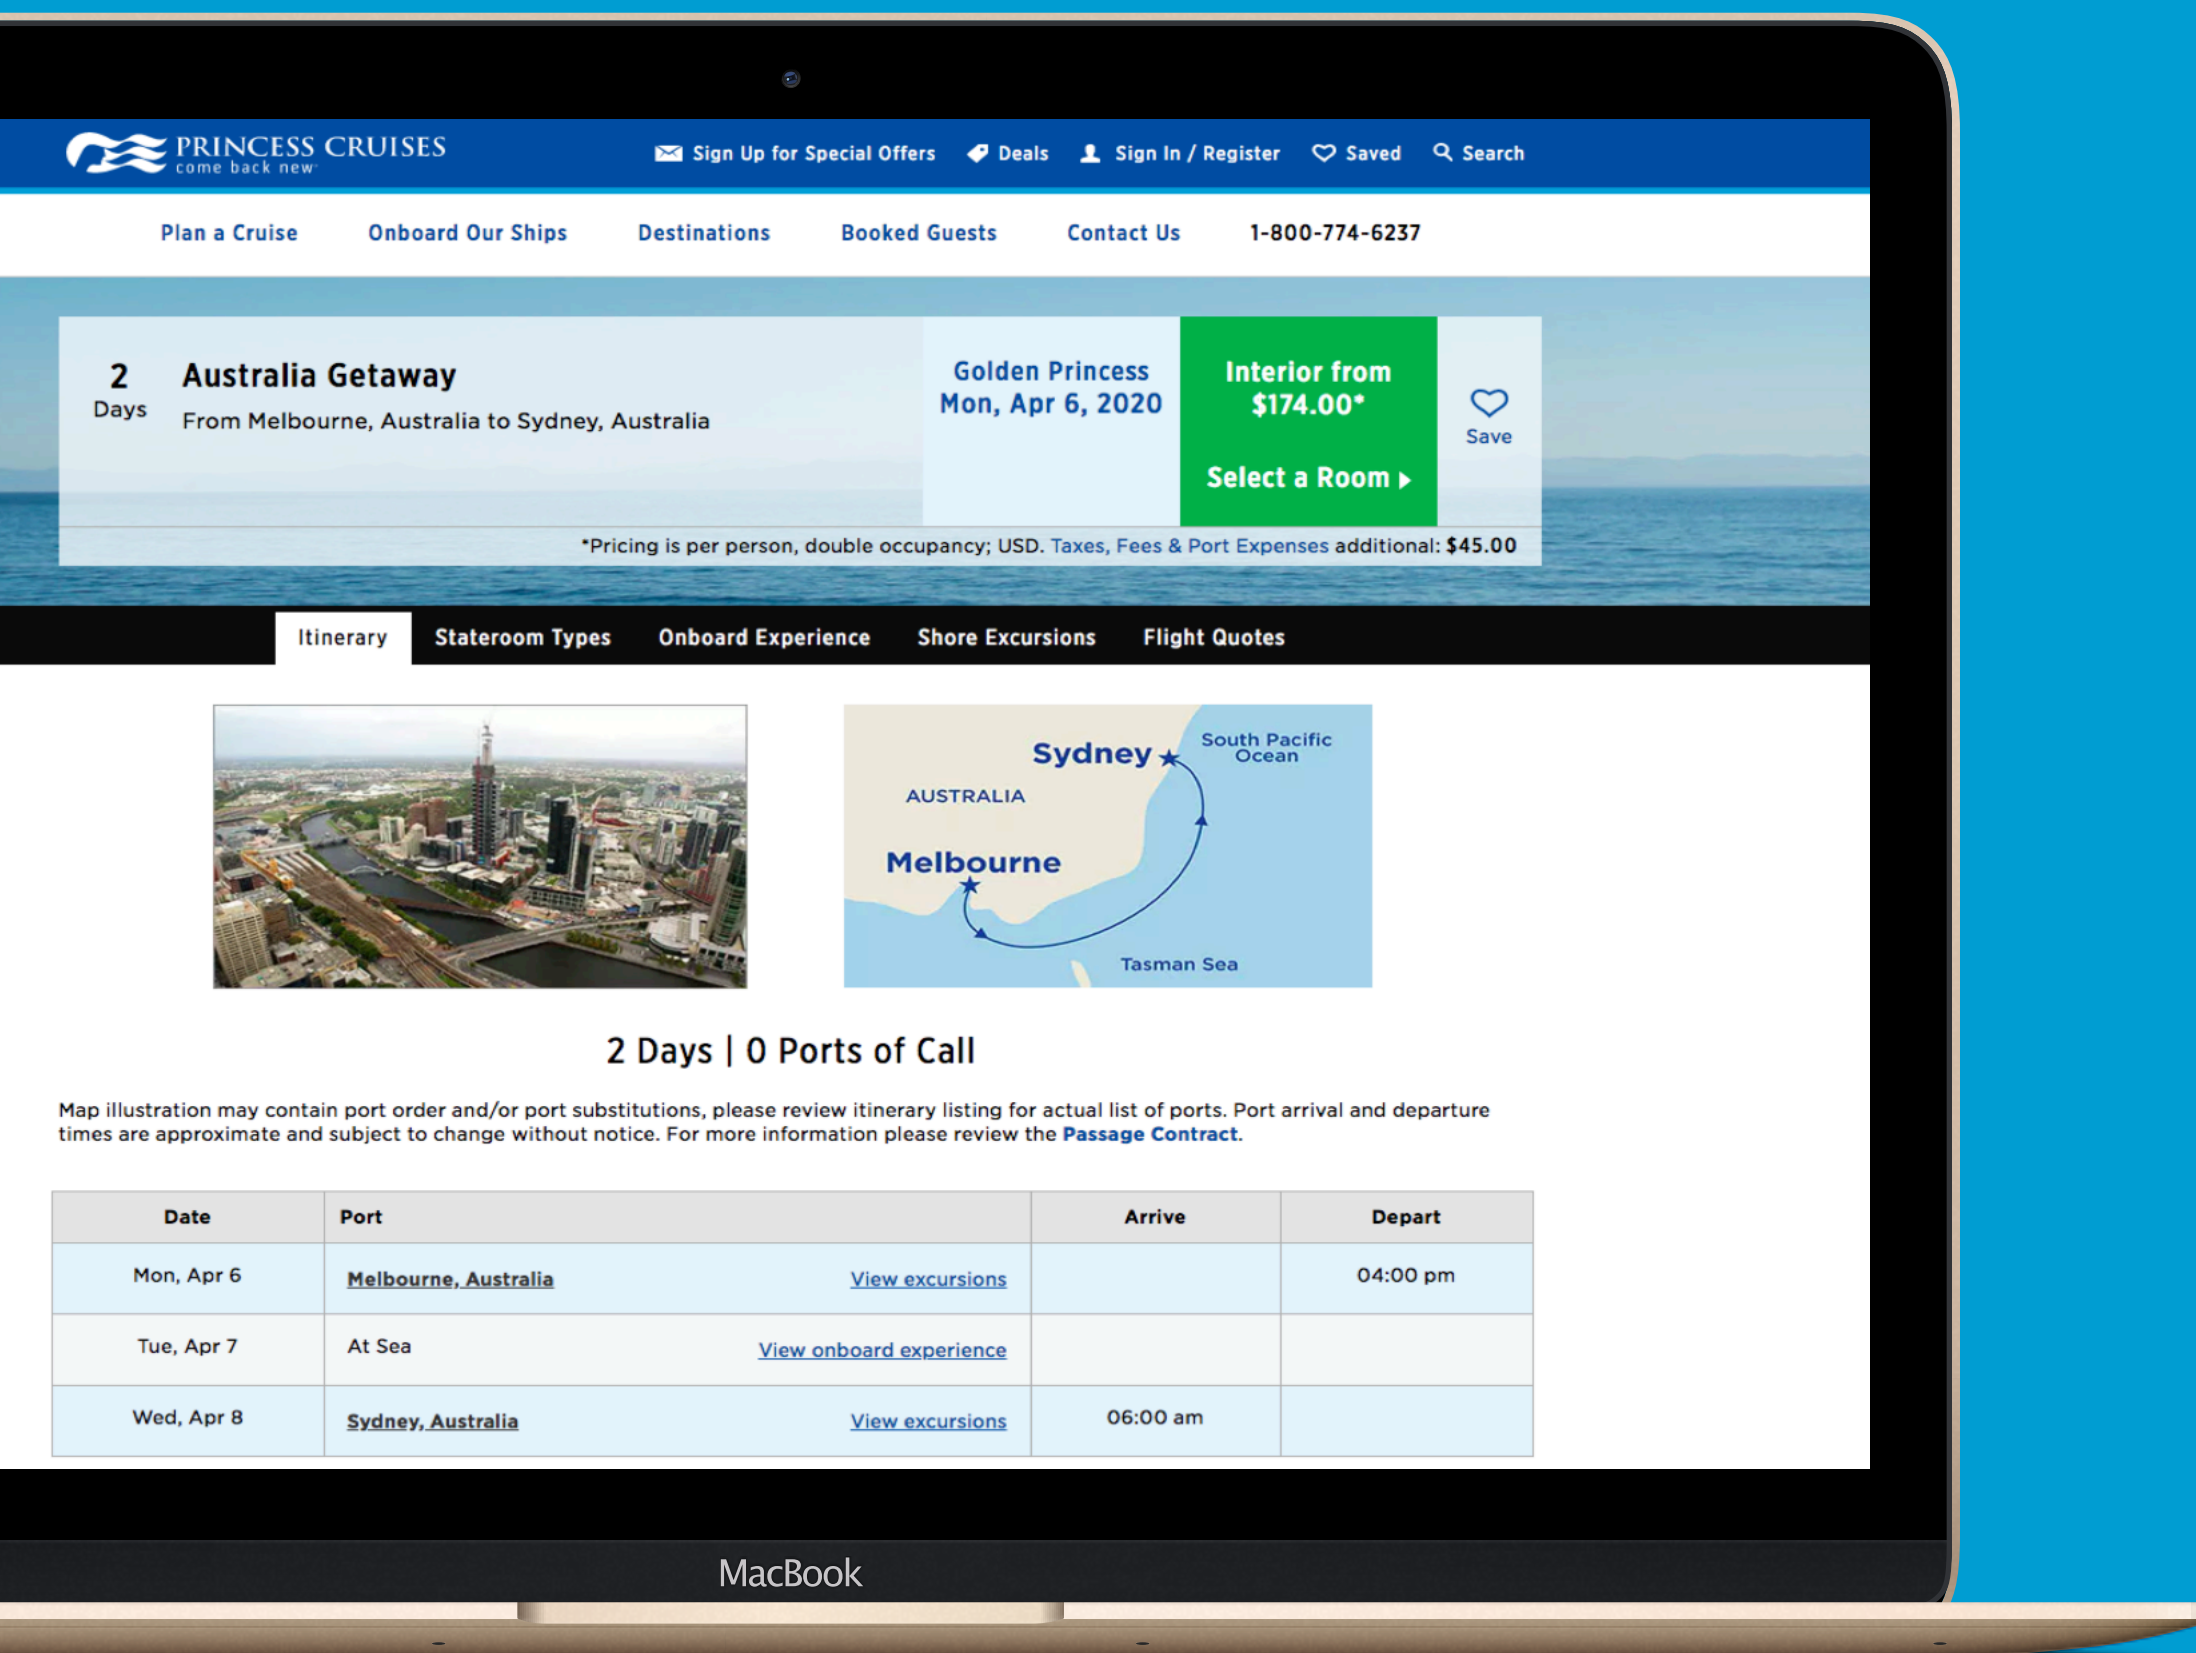 PRINCESS CRUISES
come back new
Sign Up for Special Offers Deals Sign In / Register Saved Search
Plan a Cruise Onboard Our Ships Destinations Booked Guests Contact Us 1-800-774-6237
2
Days
Australia Getaway
From Melbourne, Australia to Sydney, Australia
Golden Princess
Mon, Apr 6, 2020
Interior from
$174.00*
Select a Room
Save
*Pricing is per person, double occupancy; USD. Taxes, Fees & Port Expenses additional: $45.00
Itinerary Stateroom Types Onboard Experience Shore Excursions Flight Quotes
Sydney
South Pacific
Ocean
AUSTRALIA
Melbourne
Tasman Sea
2 Days | 0 Ports of Call
Map illustration may contain port order and/or port substitutions, please review itinerary listing for actual list of ports. Port arrival and departure
times are approximate and subject to change without notice. For more information please review the Passage Contract.
Date Port Arrive Depart
Mon, Apr 6 Melbourne, Australia View excursions 04:00 pm
Tue, Apr 7 At Sea View onboard experience
Wed, Apr 8 Sydney, Australia View excursions 06:00 am
MacBook